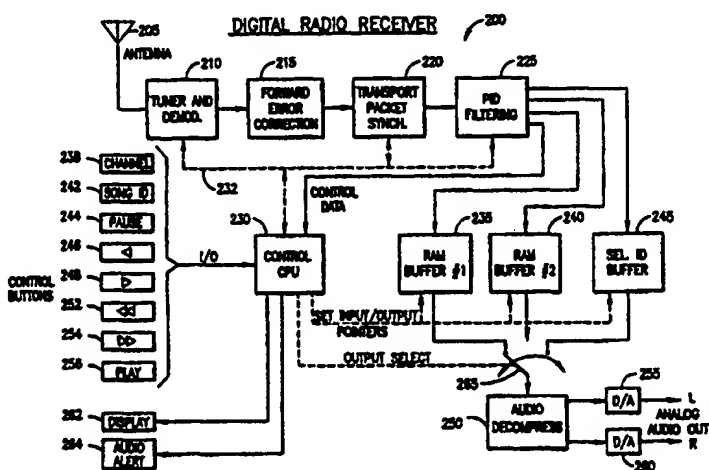 DIGITAL RADIO RECEIVER
200
205
ANTENNA
210
TUNER AND
DEMOD.
215
FORWARD
ERROR
CORRECTION
220
TRANSPORT
PACKET
SYNCH.
225
PID
FILTERING
232
CONTROL
DATA
238
CHANNEL
242
SONG ID
244
PAUSE
246
◁
248
▷
252
◁◁
254
▷▷
256
PLAY
CONTROL
BUTTONS
I/O
230
CONTROL
CPU
235
RAM
BUFFER #1
240
RAM
BUFFER #2
245
SEL ID
BUFFER
SET INPUT/OUTPUT
POINTERS
OUTPUT SELECT
265
250
AUDIO
DECOMPRESS
255
D/A
L
ANALOG
AUDIO OUT
R
D/A
260
262
DISPLAY
264
AUDIO
ALERT